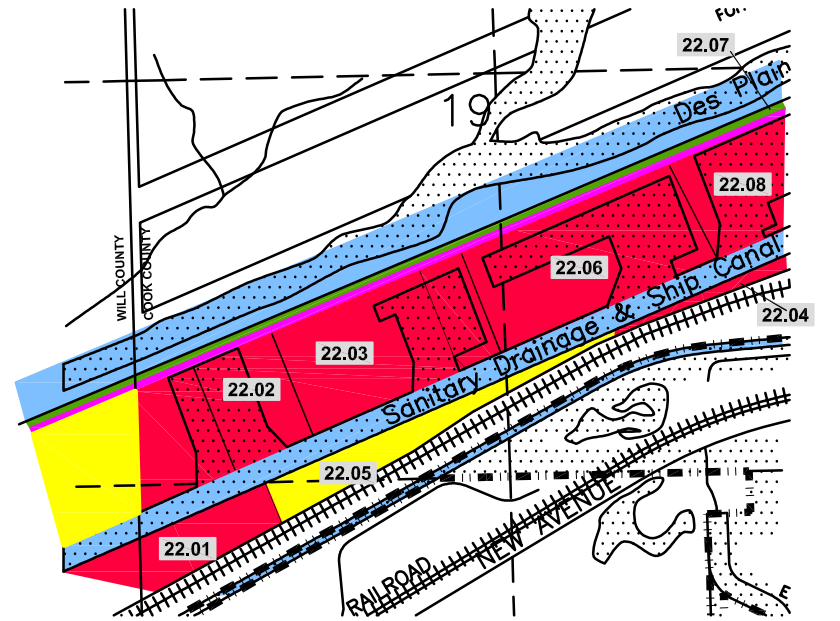 22.07
Des Plain
19
22.08
WILL COUNTY
COOK COUNTY
22.06
22.04
22.03
22.02
Sanitary Drainage & Ship Canal
22.05
22.01
NEW AVENUE
RAILROAD
E